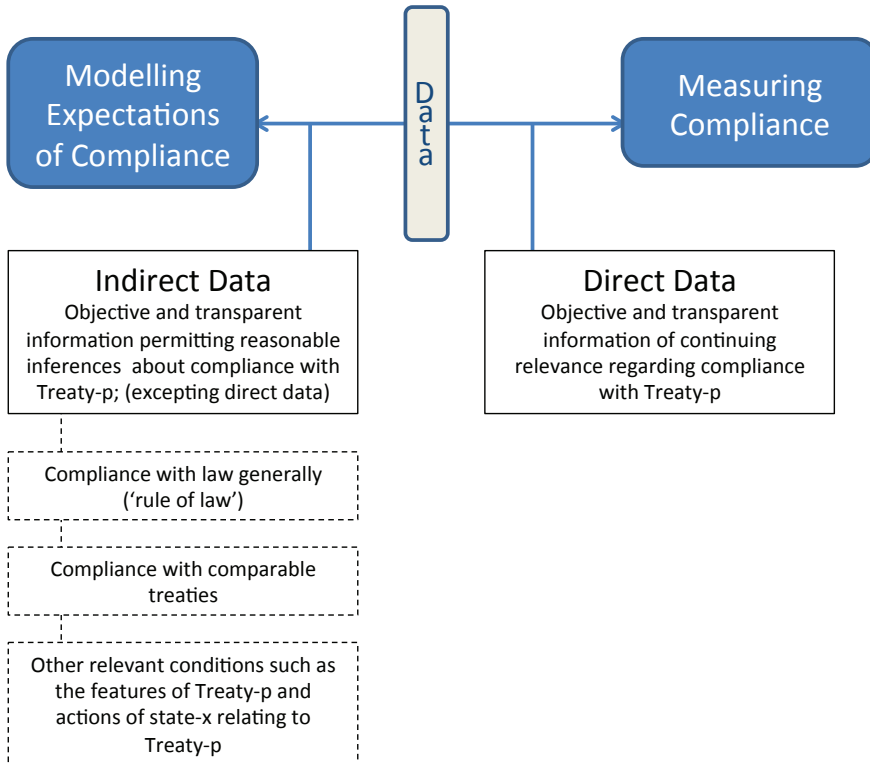 Modelling
Expectations
of Compliance
Data
Measuring
Compliance
Indirect Data
Objective and transparent
information permitting reasonable
inferences about compliance with
Treaty-p; (excepting direct data)
Direct Data
Objective and transparent
information of continuing
relevance regarding compliance
with Treaty-p
Compliance with law generally
(‘rule of law’)
Compliance with comparable
treaties
Other relevant conditions such as
the features of Treaty-p and
actions of state-x relating to
Treaty-p